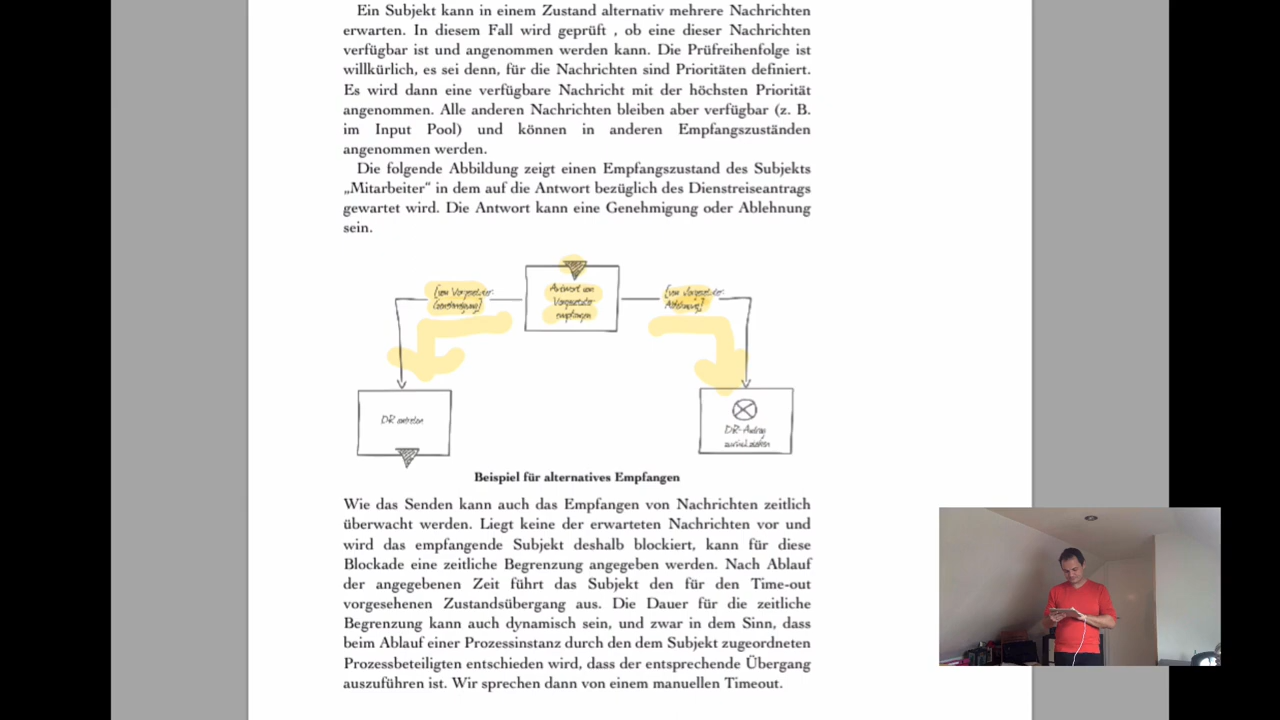 Ein Subjekt kann in einem Zustand alternativ mehrere Nachrichten
erwarten. In diesem Fall wird geprüft , ob eine dieser Nachrichten
verfügbar ist und angenommen werden kann. Die Prüfreihenfolge ist
willkürlich, es sei denn, für die Nachrichten sind Prioritäten definiert.
Es wird dann eine verfügbare Nachricht mit der höchsten Priorität
angenommen. Alle anderen Nachrichten bleiben aber verfügbar (z. B.
im Input Pool) und können in anderen Empfangszuständen
angenommen werden.
Die folgende Abbildung zeigt einen Empfangszustand des Subjekts
„Mitarbeiter“ in dem auf die Antwort bezüglich des Dienstreiseantrags
gewartet wird. Die Antwort kann eine Genehmigung oder Ablehnung
sein.
[von Vorgesetzter:
Genehmigung]
Antwort von
Vorgesetzter
empfangen
[von Vorgesetzter:
Ablehnung]
DR antreten
DR-Antrag
zurückziehen
Beispiel für alternatives Empfangen
Wie das Senden kann auch das Empfangen von Nachrichten zeitlich
überwacht werden. Liegt keine der erwarteten Nachrichten vor und
wird das empfangende Subjekt deshalb blockiert, kann für diese
Blockade eine zeitliche Begrenzung angegeben werden. Nach Ablauf
der angegebenen Zeit führt das Subjekt den für den Time-out
vorgesehenen Zustandsübergang aus. Die Dauer für die zeitliche
Begrenzung kann auch dynamisch sein, und zwar in dem Sinn, dass
beim Ablauf einer Prozessinstanz durch den dem Subjekt zugeordneten
Prozessbeteiligten entschieden wird, dass der entsprechende Übergang
auszuführen ist. Wir sprechen dann von einem manuellen Timeout.